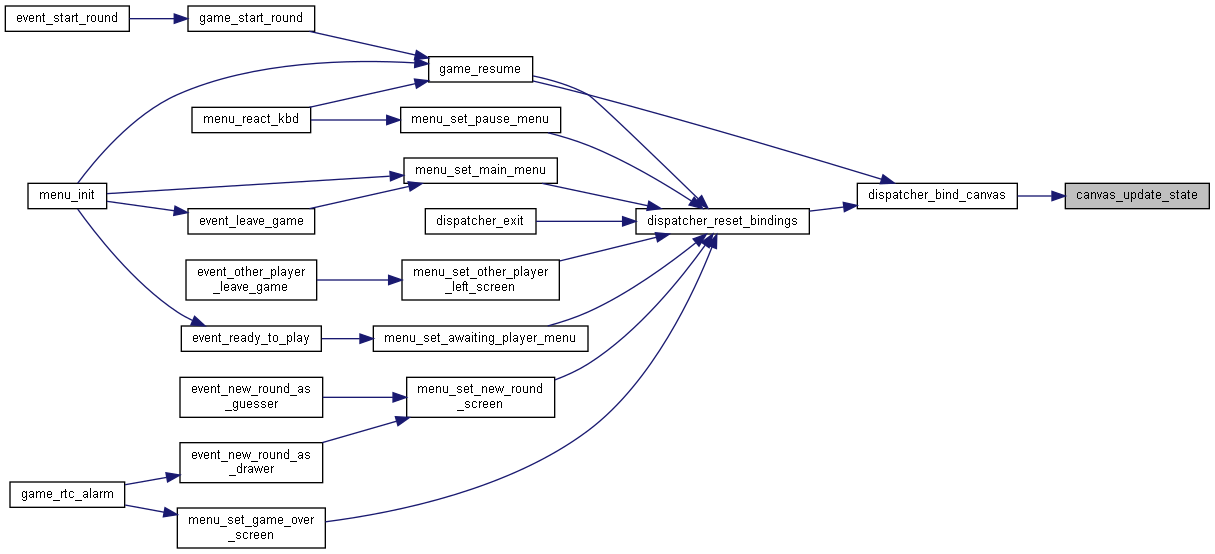 event_start_round
game_start_round
game_resume
menu_react_kbd
menu_set_pause_menu
menu_set_main_menu
menu_init
dispatcher_bind_canvas
canvas_update_state
event_leave_game
dispatcher_exit
dispatcher_reset_bindings
event_other_player
_leave_game
menu_set_other_player
_left_screen
event_ready_to_play
menu_set_awaiting_player_menu
event_new_round_as
_guesser
menu_set_new_round
_screen
event_new_round_as
_drawer
game_rtc_alarm
menu_set_game_over
_screen